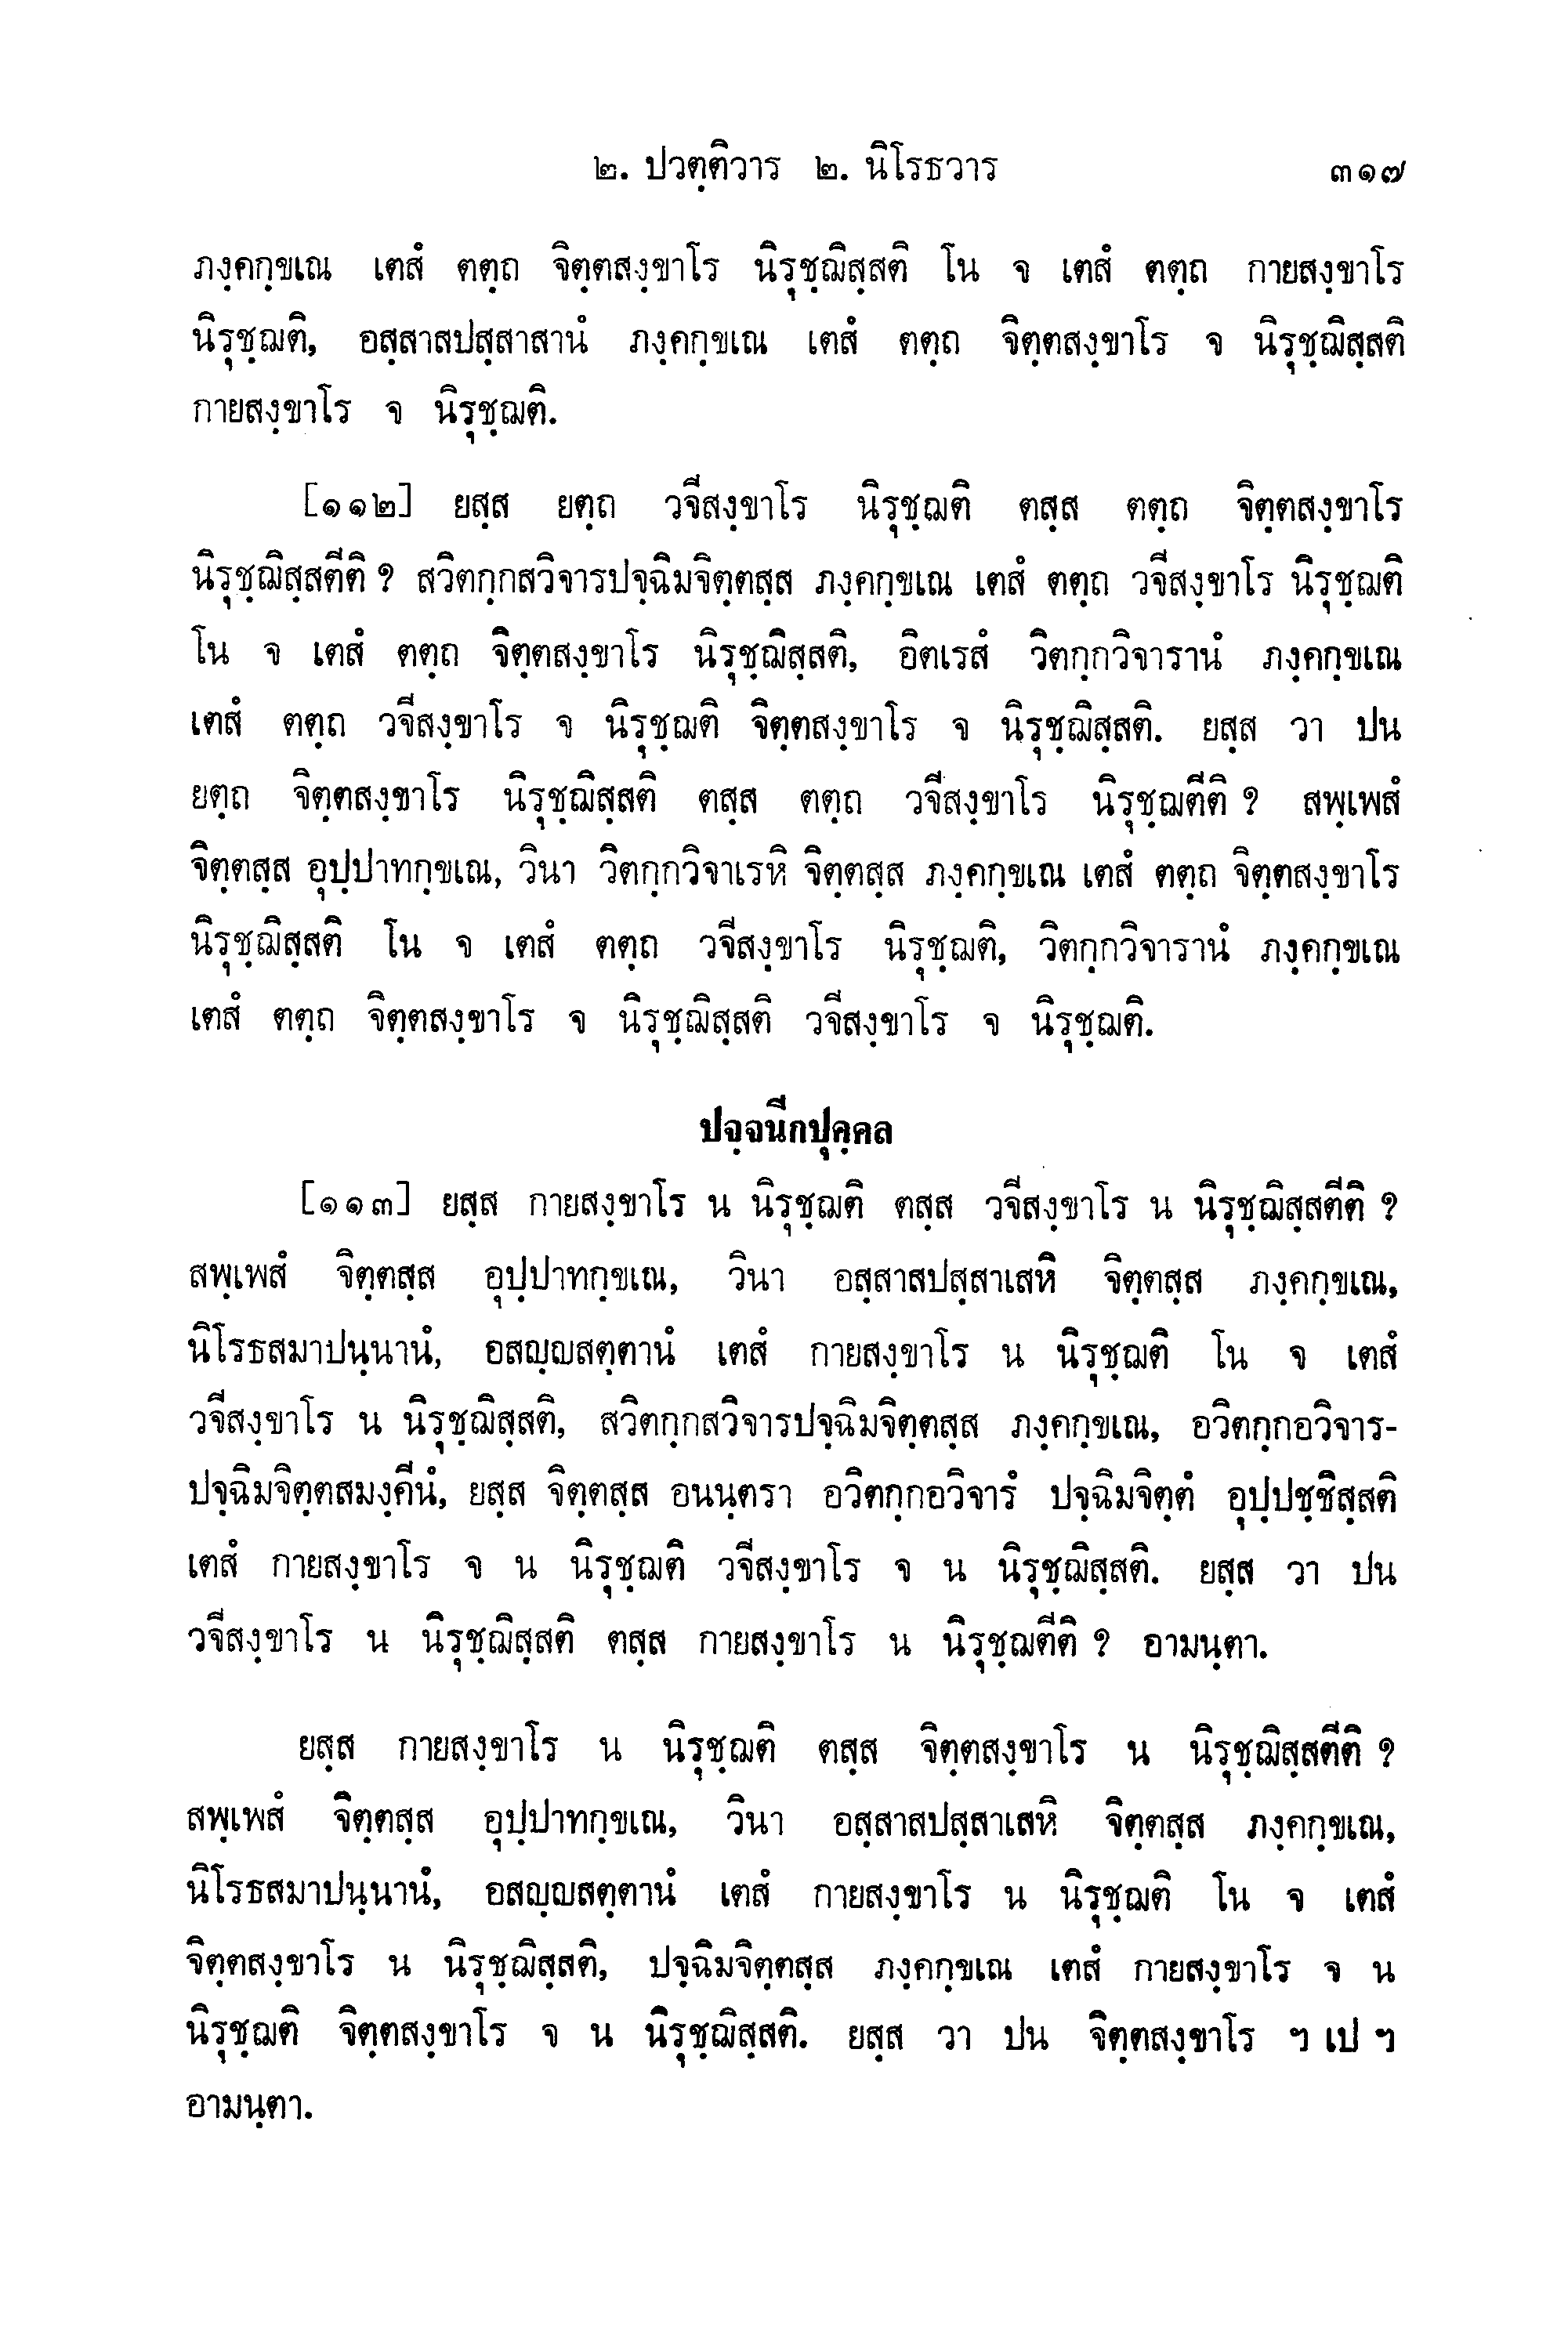 ๒. ปวตฺติวาร ๒. นิโรธวาร ๓๑๗
ภงฺคกฺขเณ เตสํ ตตฺถ จิตฺตสงฺขาโร นิรุชฺฌิสฺสติ โน จ เตสํ ตตฺถ กายสงฺขาโร
นิรุชฺฌติ, อสฺสาสปสฺสาสานํ ภงฺคกฺขเณ เตสํ ตตฺถ จิตฺตสงฺขาโร จ นิรุชฺฌิสฺสติ
กายสงฺขาโร จ นิรุชฺฌติ.
[๑๑๒] ยสฺส ยตฺถ วจีสงฺขาโร นิรุชฺฌติ ตสฺส ตตฺถ จิตฺตสงฺขาโร
นิรุชฺฌิสฺสตีติ ? สวิตกฺกสวิจารปจฺฉิมจิตฺตสฺส ภงฺคกฺขเณ เตสํ ตตฺถ วจีสงฺขาโร นิรุชฺฌติ
โน จ เตสํ ตตฺถ จิตฺตสงฺขาโร นิรุชฺฌิสฺสติ, อิตเรสํ วิตกฺกวิจารานํ ภงฺคกฺขเณ
เตสํ ตตฺถ วจีสงฺขาโร จ นิรุชฺฌติ จิตฺตสงฺขาโร จ นิรุชฺฌิสฺสติ. ยสฺส วา ปน
ยตฺถ จิตฺตสงฺขาโร นิรุชฺฌิสฺสติ ตสฺส ตตฺถ วจีสงฺขาโร นิรุชฺฌตีติ ? สพฺเพสํ
จิตฺตสฺส อุปฺปาทกฺขเณ, วินา วิตกฺกวิจาเรหิ จิตฺตสฺส ภงฺคกฺขเณ เตสํ ตตฺถ จิตฺตสงฺขาโร
นิรุชฺฌิสฺสติ โน จ เตสํ ตตฺถ วจีสงฺขาโร นิรุชฺฌติ, วิตกฺกวิจารานํ ภงฺคกฺขเณ
เตสํ ตตฺถ จิตฺตสงฺขาโร จ นิรุชฺฌิสฺสติ วจีสงฺขาโร จ นิรุชฺฌติ.
ปจฺจนีกปุคฺคล
[๑๑๓] ยสฺส กายสงฺขาโร น นิรุชฺฌติ ตสฺส วจีสงฺขาโร น นิรุชฺฌิสฺสตีติ ?
สพฺเพสํ จิตฺตสฺส อุปฺปาทกฺขเณ, วินา อสฺสาสปสฺสาเสหิ จิตฺตสฺส ภงฺคกฺขเณ,
นิโรธสมาปนฺนานํ, อสญฺญสตฺตานํ เตสํ กายสงฺขาโร น นิรุชฺฌติ โน จ เตสํ
วจีสงฺขาโร น นิรุชฺฌิสฺสติ, สวิตกฺกสวิจารปจฺฉิมจิตฺตสฺส ภงฺคกฺขเณ, อวิตกฺกอวิจาร-
ปจฺฉิมจิตฺตสมงฺคีนํ, ยสฺส จิตฺตสฺส อนนฺตรา อวิตกฺกอวิจารํ ปจฺฉิมจิตฺตํ อุปฺปชฺชิสฺสติ
เตสํ กายสงฺขาโร จ น นิรุชฺฌติ วจีสงฺขาโร จ น นิรุชฺฌิสฺสติ. ยสฺส วา ปน
วจีสงฺขาโร น นิรุชฺฌิสฺสติ ตสฺส กายสงฺขาโร น นิรุชฺฌตีติ ? อามนฺตา.
ยสฺส กายสงฺขาโร น นิรุชฺฌติ ตสฺส จิตฺตสงฺขาโร น นิรุชฺฌิสฺสตีติ ?
สพฺเพสํ จิตฺตสฺส อุปฺปาทกฺขเณ, วินา อสฺสาสปสฺสาเสหิ จิตฺตสฺส ภงฺคกฺขเณ,
นิโรธสมาปนฺนานํ, อสญฺญสตฺตานํ เตสํ กายสงฺขาโร น นิรุชฺฌติ โน จ เตสํ
จิตฺตสงฺขาโร น นิรุชฺฌิสฺสติ, ปจฺฉิมจิตฺตสฺส ภงฺคกฺขเณ เตสํ กายสงฺขาโร จ น
นิรุชฺฌติ จิตฺตสงฺขาโร จ น นิรุชฺฌิสฺสติ. ยสฺส วา ปน จิตฺตสงฺขาโร ฯ เป ฯ
อามนฺตา.